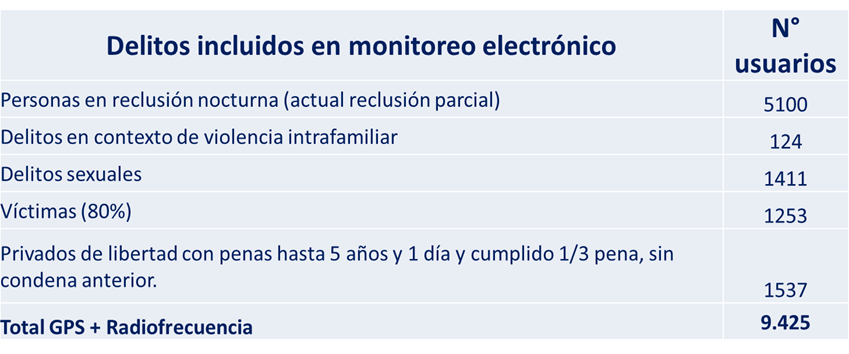 Delitos incluidos en monitoreo electrónico
N°
usuarios
Personas en reclusión nocturna (actual reclusión parcial)
5100
Delitos en contexto de violencia intrafamiliar
124
Delitos sexuales
1411
Víctimas (80%)
1253
Privados de libertad con penas hasta 5 años y 1 día y cumplido 1/3 pena, sin
condena anterior.
1537
Total GPS + Radiofrecuencia
9.425